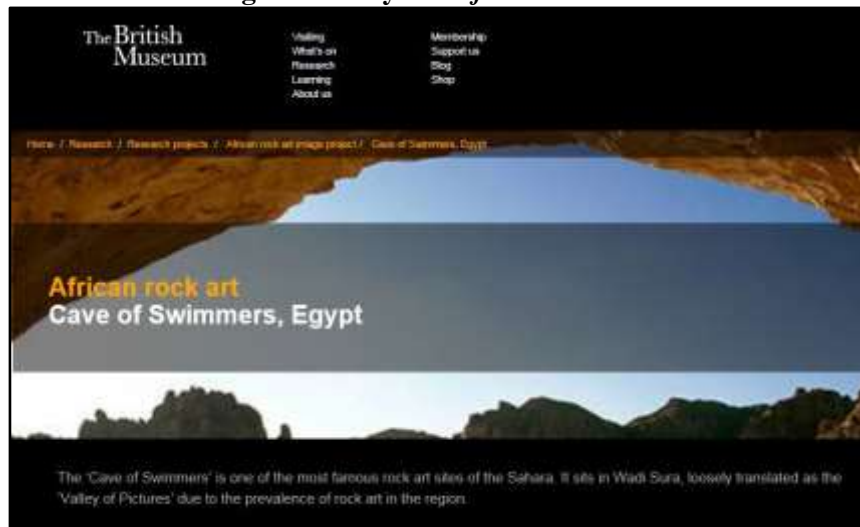 The British
Museum
Visiting
What's on
Research
Learning
About us
Membership
Support us
Blog
Shop
Home / Research / Research projects / African rock art image project / Cave of Swimmers, Egypt
African rock art
Cave of Swimmers, Egypt
The 'Cave of Swimmers' is one of the most famous rock art sites of the Sahara. It sits in Wadi Sura, loosely translated as the
'Valley of Pictures' due to the prevalence of rock art in the region.